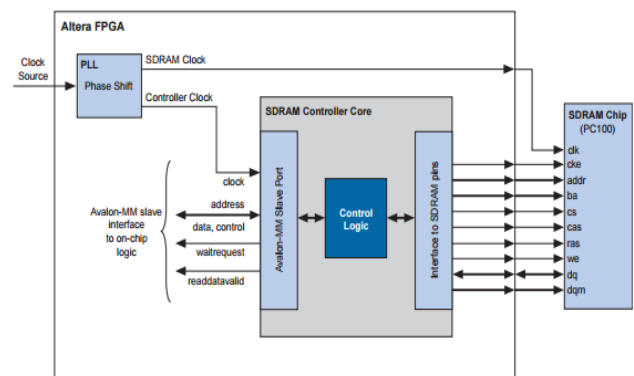 Altera FPGA
Clock
Source
PLL
Phase Shift
SDRAM Clock
Controller Clock
SDRAM Controller Core
clock
Avalon-MM slave
interface
to on-chip
logic
address
data, control
waitrequest
readdatavalid
Avalon-MM Slave Port
Control
Logic
Interface to SDRAM pins
SDRAM Chip
(PC100)
clk
cke
addr
ba
cs
cas
ras
we
dq
dqm